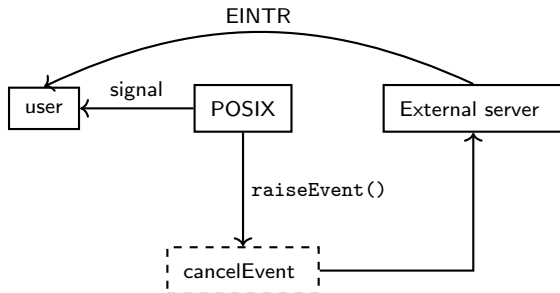 EINTR
signal
user
POSIX
External server
raiseEvent()
cancelEvent